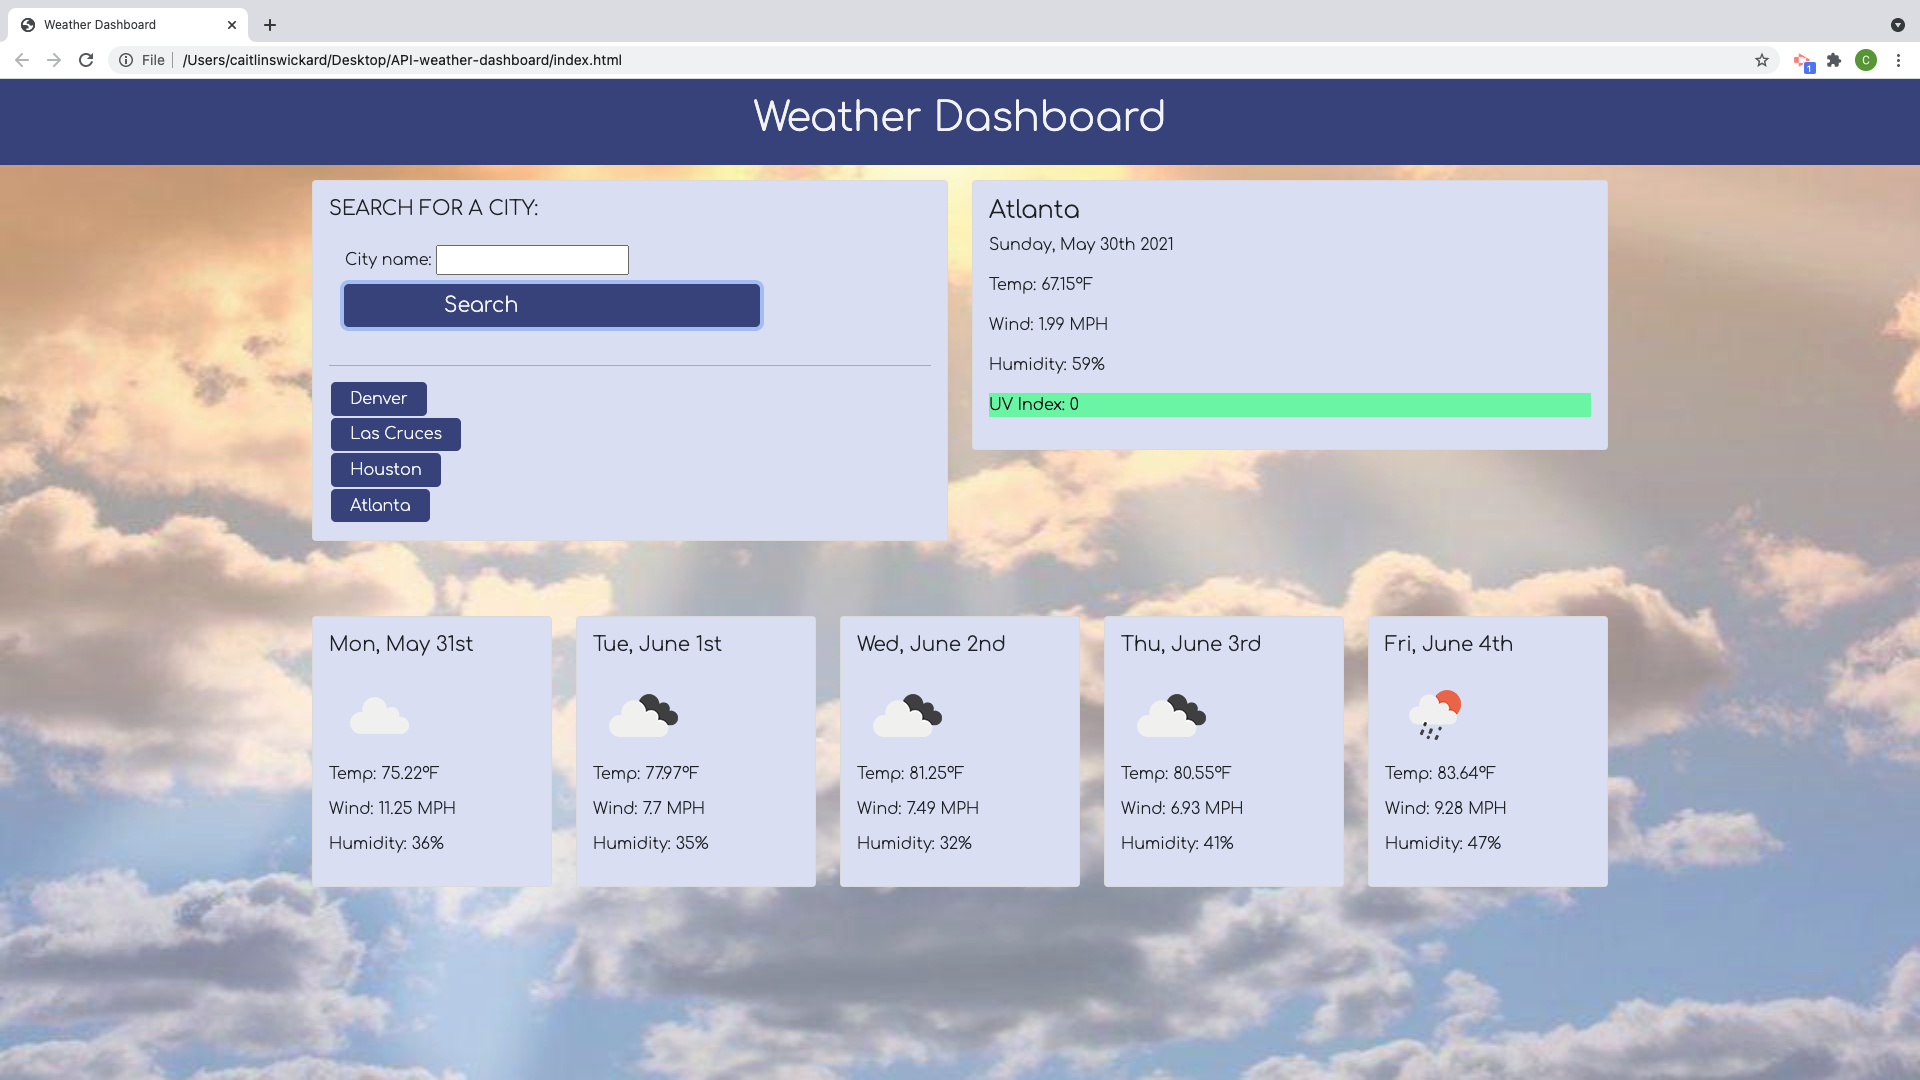 Weather Dashboard
File
/Users/caitlinswickard/Desktop/API-weather-dashboard/index.html
1
C
Weather Dashboard
SEARCH FOR A CITY:
City name:
Search
Denver
Las Cruces
Houston
Atlanta
Atlanta
Sunday, May 30th 2021
Temp: 67.15°F
Wind: 1.99 MPH
Humidity: 59%
UV Index: 0
Mon, May 31st
Temp: 75.22°F
Wind: 11.25 MPH
Humidity: 36%
Tue, June 1st
Temp: 77.97°F
Wind: 7.7 MPH
Humidity: 35%
Wed, June 2nd
Temp: 81.25°F
Wind: 7.49 MPH
Humidity: 32%
Thu, June 3rd
Temp: 80.55°F
Wind: 6.93 MPH
Humidity: 41%
Fri, June 4th
Temp: 83.64°F
Wind: 9.28 MPH
Humidity: 47%